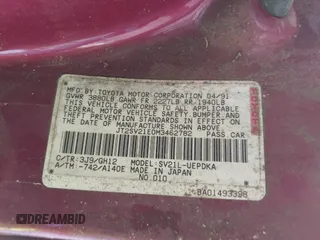 MFD BY TOYOTA MOTOR CORPORATION 04/91
GVWR 3880LB GAWR FR 2227LB RR 1940LB
THIS VEHICLE CONFORMS TO ALL APPLICABLE
FEDERAL MOTOR VEHICLE SAFETY, BUMPER, AND
THEFT PREVENTION STANDARDS IN EFFECT ON THE DATE
OF MANUFACTURE SHOWN ABOVE.
JT2SV21E0M3462782 PASS CAR
C/TR: 3J9/GH12 MODEL: SV21L-UEPDKA
A/TM: -742/A140E MADE IN JAPAN
NO.010
BA01493398
DREAMBID